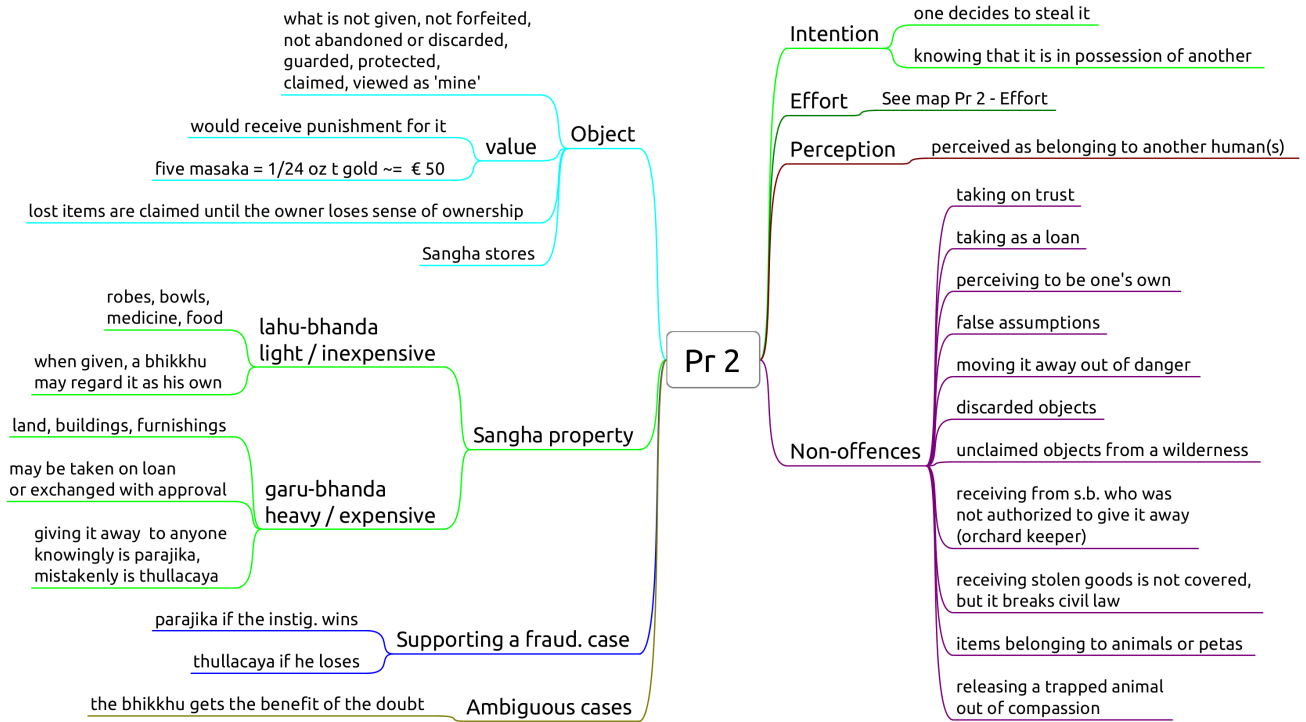 what is not given, not forfeited,
not abandoned or discarded,
guarded, protected,
claimed, viewed as 'mine'
would receive punishment for it
five masaka = 1/24 oz t gold ~=  € 50
value
lost items are claimed until the owner loses sense of ownership
Sangha stores
Object
robes, bowls,
medicine, food
when given, a bhikkhu
may regard it as his own
lahu-bhanda
light / inexpensive
land, buildings, furnishings
may be taken on loan
or exchanged with approval
giving it away  to anyone
knowingly is parajika,
mistakenly is thullacaya
garu-bhanda
heavy / expensive
Sangha property
parajika if the instig. wins
thullacaya if he loses
Supporting a fraud. case
the bhikkhu gets the benefit of the doubt
Ambiguous cases
Pr 2
Intention
one decides to steal it
knowing that it is in possession of another
Effort
See map Pr 2 - Effort
Perception
perceived as belonging to another human(s)
Non-offences
taking on trust
taking as a loan
perceiving to be one's own
false assumptions
moving it away out of danger
discarded objects
unclaimed objects from a wilderness
receiving from s.b. who was
not authorized to give it away
(orchard keeper)
receiving stolen goods is not covered,
but it breaks civil law
items belonging to animals or petas
releasing a trapped animal
out of compassion